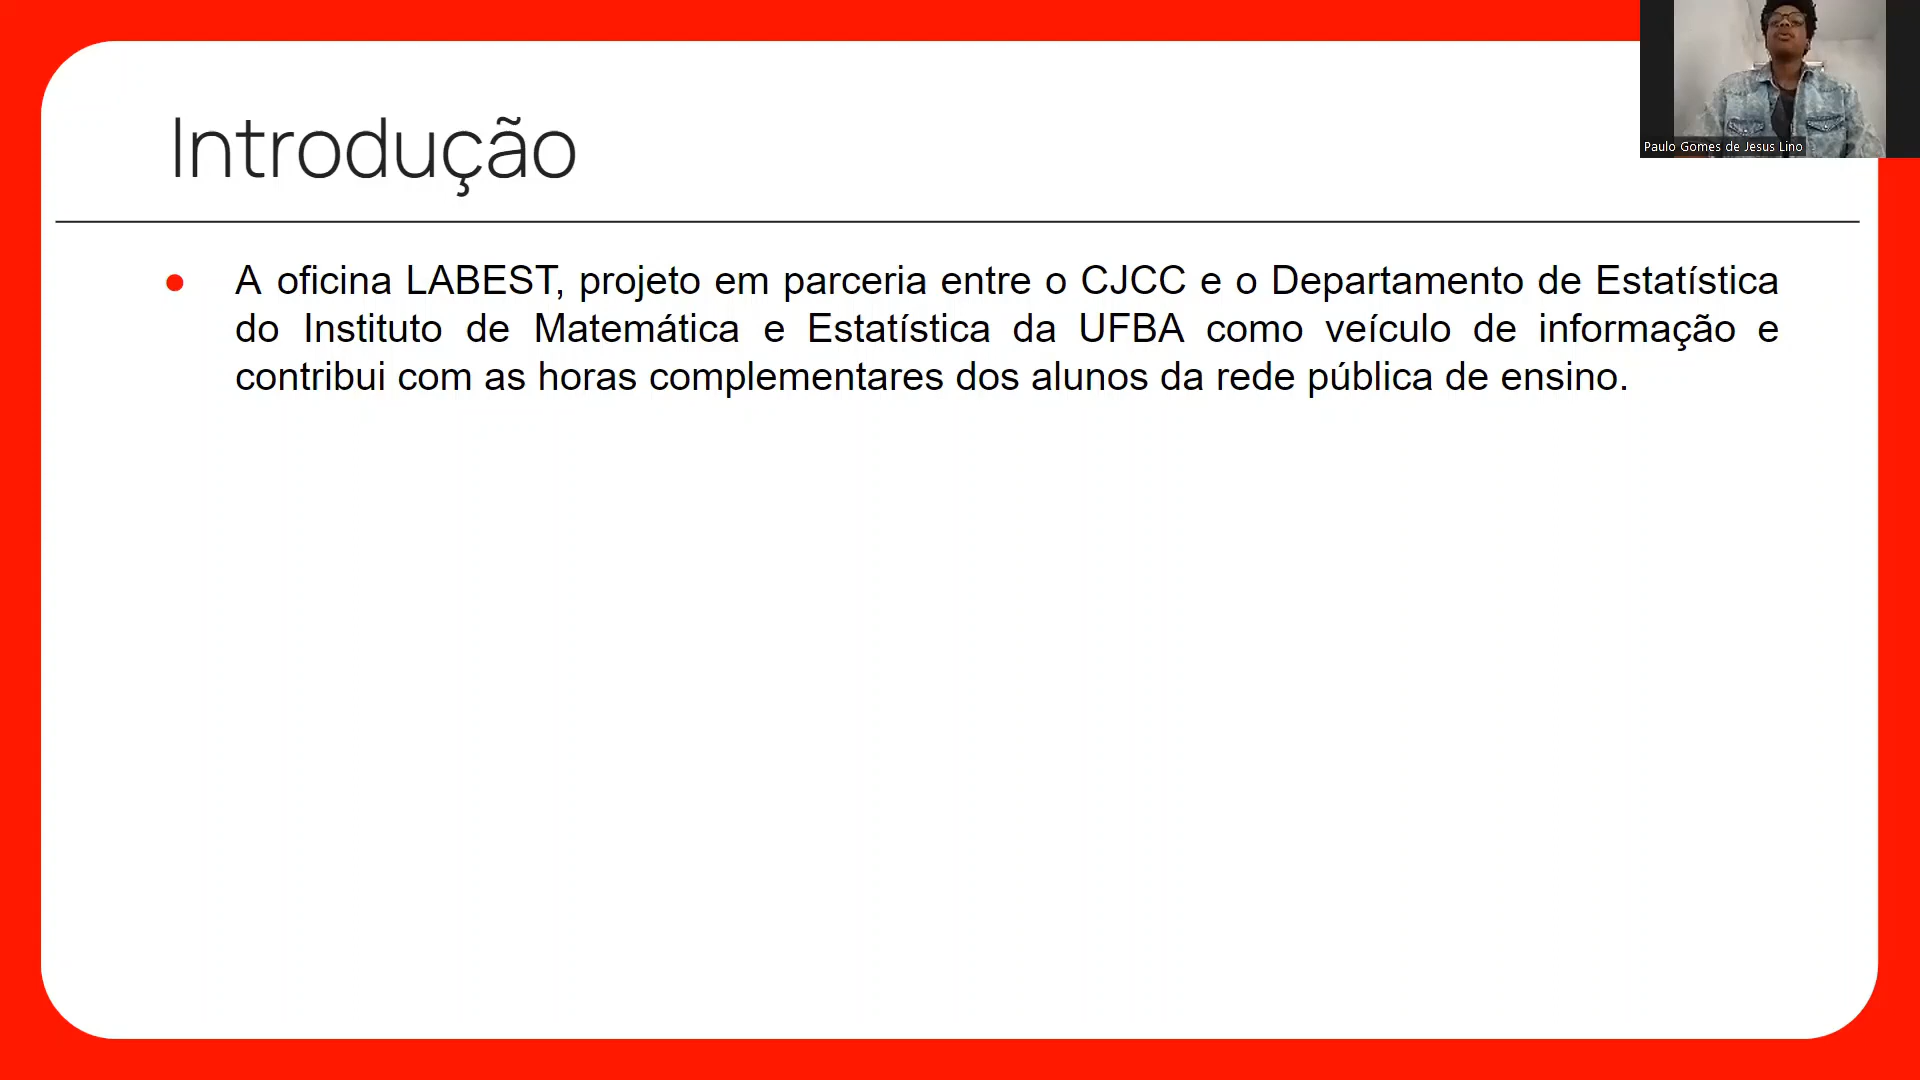 Introdução
Paulo Gomes de Jesus Lino
● A oficina LABEST, projeto em parceria entre o CJCC e o Departamento de Estatística
do Instituto de Matemática e Estatística da UFBA como veículo de informação e
contribui com as horas complementares dos alunos da rede pública de ensino.